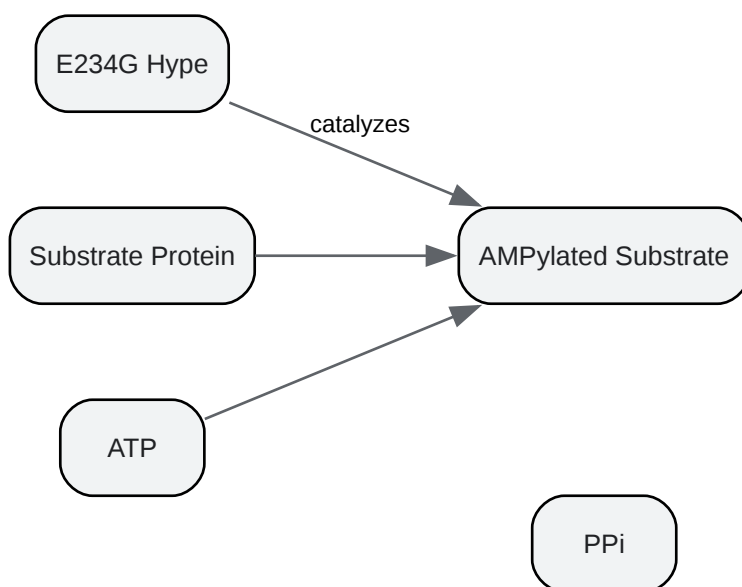 E234G Hype
catalyzes
Substrate Protein
AMPylated Substrate
ATP
PPi